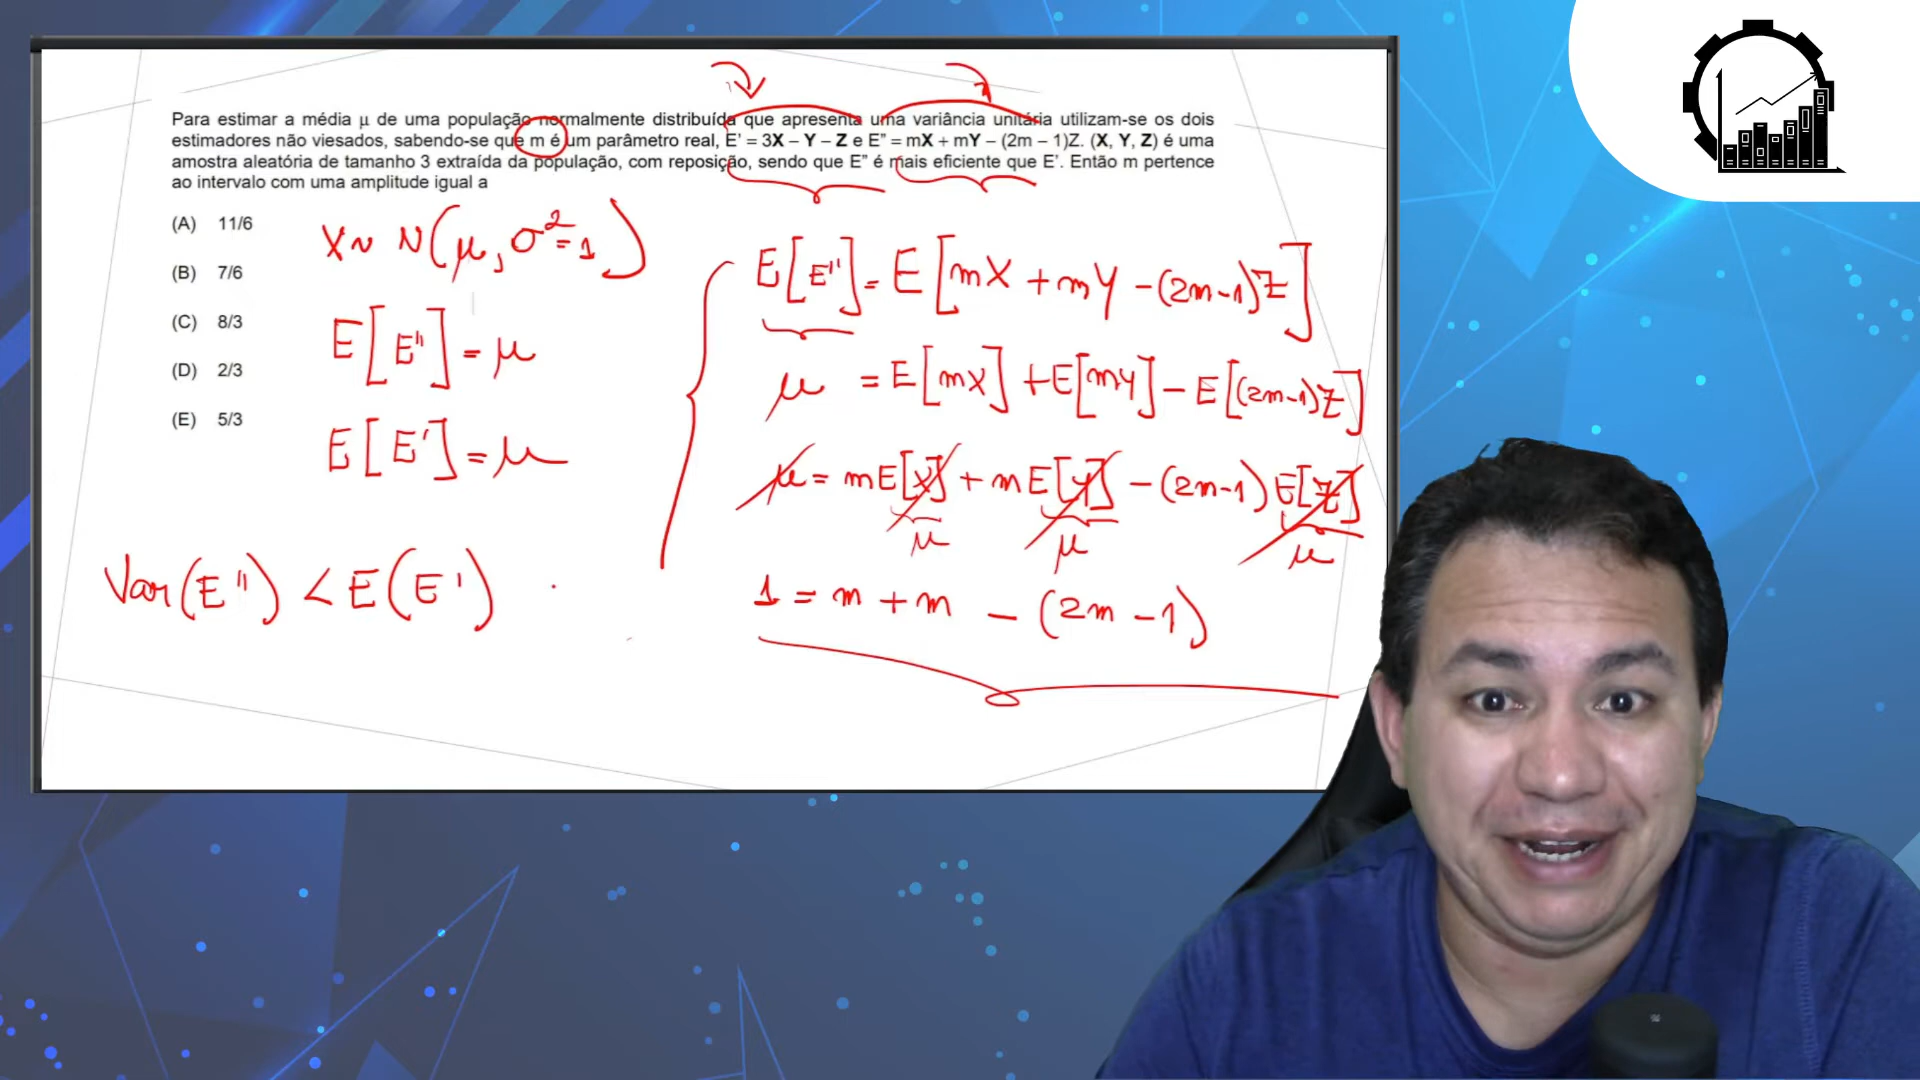 Para estimar a média μ de uma população normalmente distribuída que apresenta uma variância unitária utilizam-se os dois
estimadores não viesados, sabendo-se que m é um parâmetro real, E' = 3X – Y – Z e E" = mX + mY – (2m – 1)Z. (X, Y, Z) é uma
amostra aleatória de tamanho 3 extraída da população, com reposição, sendo que E" é mais eficiente que E'. Então m pertence
ao intervalo com uma amplitude igual a
(A) 11/6
(B) 7/6
(C) 8/3
(D) 2/3
(E) 5/3
X ~ N(μ, σ² = 1)
E[E"] = μ
E[E'] = μ
Var(E") < E(E')
E[E"] = E[mX + mY - (2m-1)Z]
μ = E[mX] + E[mY] - E[(2m-1)Z]
μ = mE[X] + mE[Y] - (2m-1)E[Z]
μ μ μ
1 = m + m - (2m - 1)